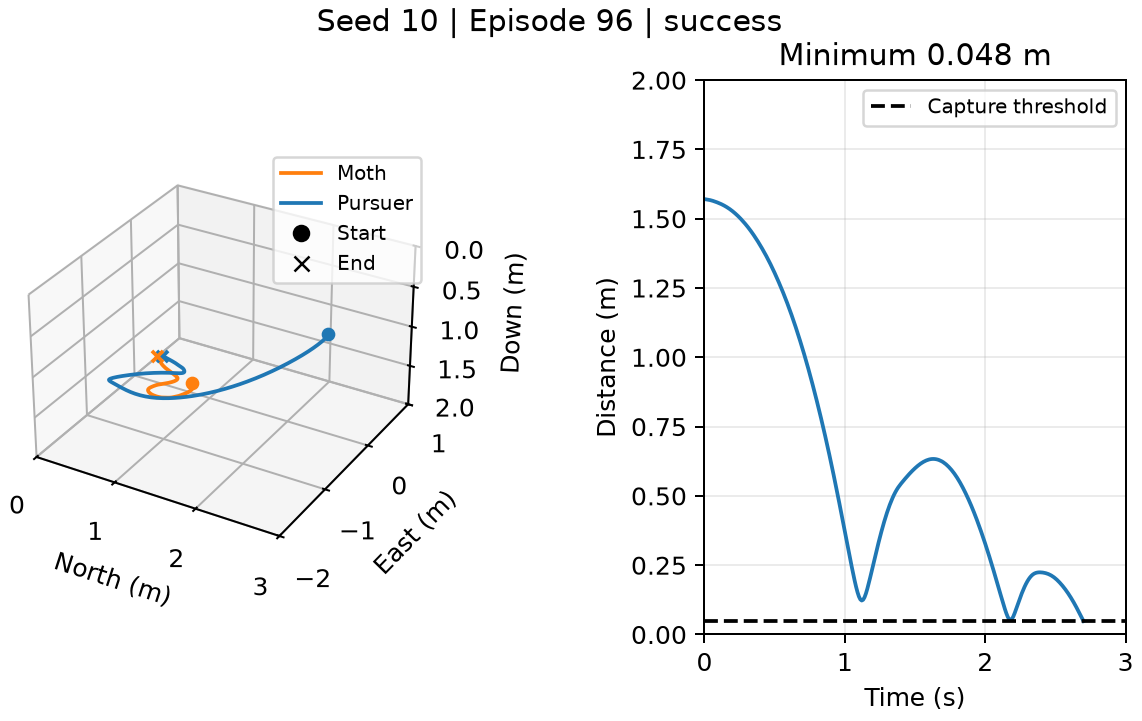 Seed 10 | Episode 96 | success
Moth
Pursuer
Start
End
0.0
0.5
1.0
1.5
2.0
Down (m)
1
0
−1
−2
East (m)
0
1
2
3
North (m)
Minimum 0.048 m
Capture threshold
2.00
1.75
1.50
1.25
1.00
0.75
0.50
0.25
0.00
Distance (m)
0 1 2 3
Time (s)